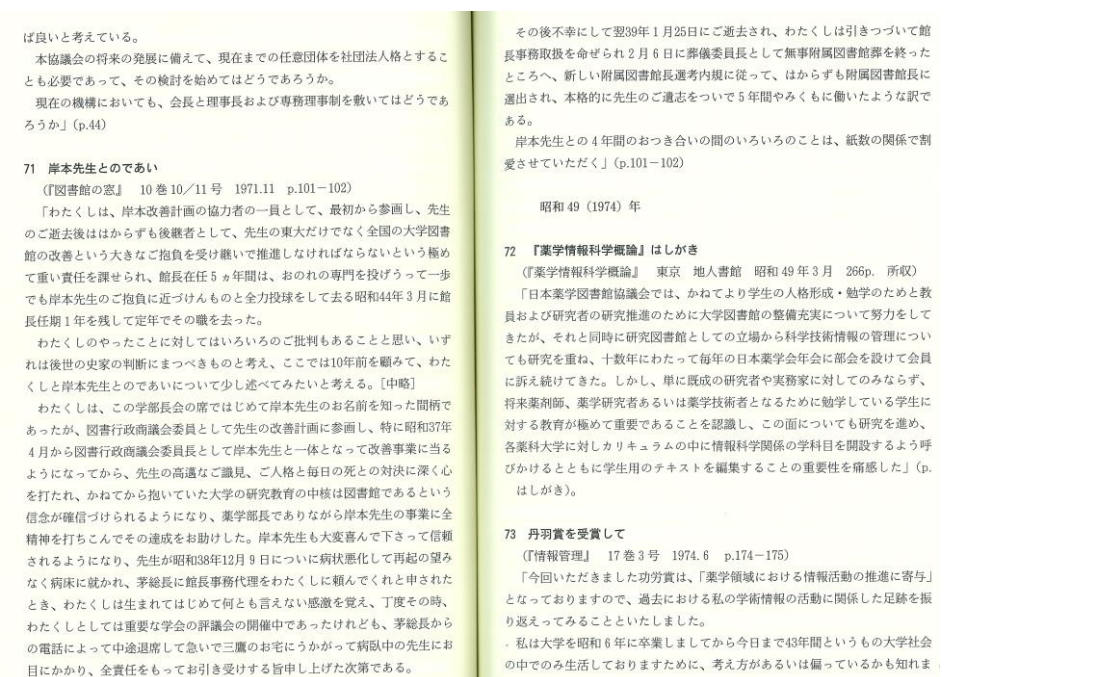 ば良いと考えている。
本協議会の将来の発展に備えて、現在までの任意団体を社団法人格とするこ
とも必要であって、その検討を始めてはどうであろうか。
現在の機構においても、会長と理事長および専務理事制を敷いてはどうであ
ろうか」(p.44)
71 岸本先生とのであい
(『図書館の窓』 10巻10/11号 1971.11 p.101-102)
「わたくしは、岸本改善計画の協力者の一員として、最初から参画し、先生
のご逝去後ははからずも後継者として、先生の東大だけでなく全国の大学図書
館の改善という大きなご抱負を受け継いで推進しなければならないという極め
て重い責任を課せられ、館長在任5ヵ年間は、おのれの専門を投げうって一歩
でも岸本先生のご抱負に近づけんものと全力投球をして去る昭和44年3月に館
長任期1年を残して定年でその職を去った。
わたくしのやったことに対してはいろいろのご批判もあることと思い、いず
れは後世の史家の判断にまつべきものと考え、ここでは10年前を顧みて、わた
くしと岸本先生とのであいについて少し述べてみたいと考える。[中略]
わたくしは、この学部長会の席ではじめて岸本先生のお名前を知った間柄で
あったが、図書行政商議会委員として先生の改善計画に参画し、特に昭和37年
4月から図書行政商議会委員長として岸本先生と一体となって改善事業に当る
ようになってから、先生の高邁なご識見、ご人格と毎日の死との対決に深く心
を打たれ、かねてから抱いていた大学の研究教育の中核は図書館であるという
信念が確信づけられるようになり、薬学部長でありながら岸本先生の事業に全
精神を打ちこんでその達成をお助けした。岸本先生も大変喜んで下さって信頼
されるようになり、先生が昭和38年12月9日についに病状悪化して再起の望み
なく病床に就かれ、茅総長に館長事務代理をわたくしに頼んでくれと申された
とき、わたくしは生まれてはじめて何とも言えない感激を覚え、丁度その時、
わたくしとしては重要な学会の評議会の開催中であったけれども、茅総長から
の電話によって中途退席して急いで三鷹のお宅にうかがって病臥中の先生にお
目にかかり、全責任をもってお引き受けする旨申し上げた次第である。
その後不幸にして翌39年1月25日にご逝去され、わたくしは引きつづいて館
長事務取扱を命ぜられ2月6日に葬儀委員長として無事附属図書館葬を終った
ところへ、新しい附属図書館長選考内規に従って、はからずも附属図書館長に
選出され、本格的に先生のご遺志をついで5年間やみくもに働いたような訳で
ある。
岸本先生との4年間のおつき合いの間のいろいろのことは、紙数の関係で割
愛させていただく」(p.101-102)
昭和49(1974)年
72 『薬学情報科学概論』はしがき
(『薬学情報科学概論』 東京 地人書館 昭和49年3月 266p. 所収)
「日本薬学図書館協議会では、かねてより学生の人格形成・勉学のためと教
員および研究者の研究推進のために大学図書館の整備充実について努力をして
きたが、それと同時に研究図書館としての立場から科学技術情報の管理につい
ても研究を重ね、十数年にわたって毎年の日本薬学会年会に部会を設けて会員
に訴え続けてきた。しかし、単に既成の研究者や実務家に対してのみならず、
将来薬剤師、薬学研究者あるいは薬学技術者となるために勉学している学生に
対する教育が極めて重要であることを認識し、この面についても研究を進め、
各薬科大学に対しカリキュラムの中に情報科学関係の学科目を開設するよう呼
びかけるとともに学生用のテキストを編集することの重要性を痛感した」(p.
はしがき)。
73 丹羽賞を受賞して
(『情報管理』 17巻3号 1974.6 p.174-175)
「今回いただきました功労賞は、「薬学領域における情報活動の推進に寄与」
となっておりますので、過去における私の学術情報の活動に関係した足跡を振
り返えってみることといたしました。
私は大学を昭和6年に卒業しましてから今日まで43年間というもの大学社会
の中でのみ生活しておりますために、考え方があるいは偏っているかも知れま